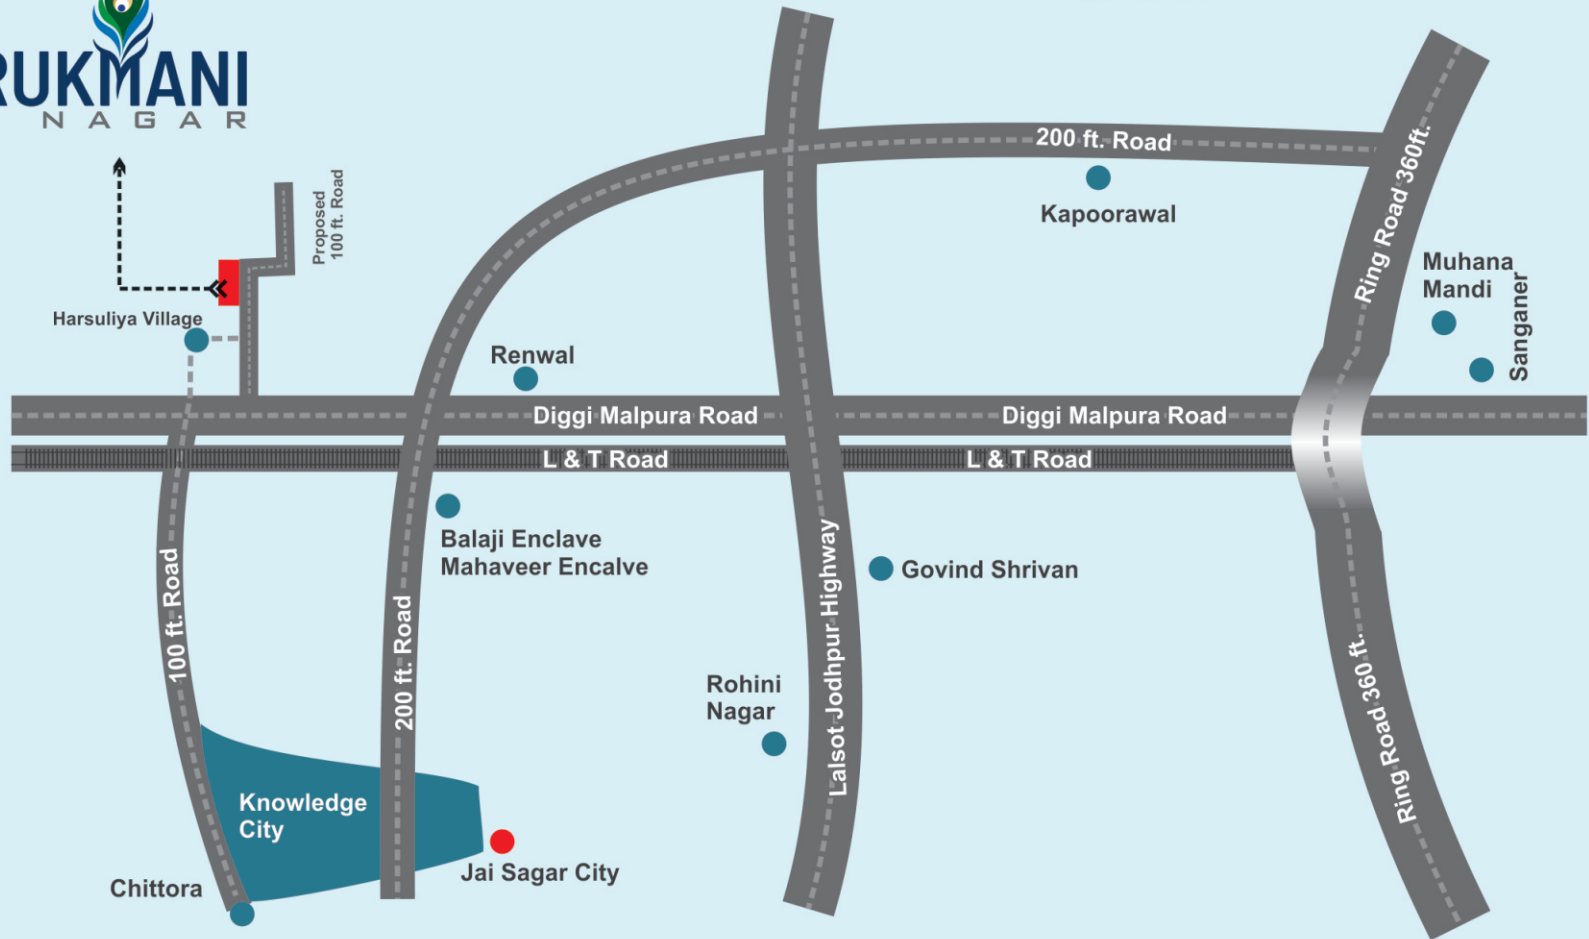 RUKMANI
NAGAR
Proposed
100 ft. Road
Harsuliya Village
200 ft. Road
Kapoorawal
Ring Road 360ft.
Muhana
Mandi
Sanganer
Renwal
Diggi Malpura Road
Diggi Malpura Road
L & T Road
L & T Road
Balaji Enclave
Mahaveer Encalve
Govind Shrivan
100 ft. Road
200 ft. Road
Lalsot Jodhpur Highway
Rohini
Nagar
Ring Road 360 ft.
Knowledge
City
Jai Sagar City
Chittora